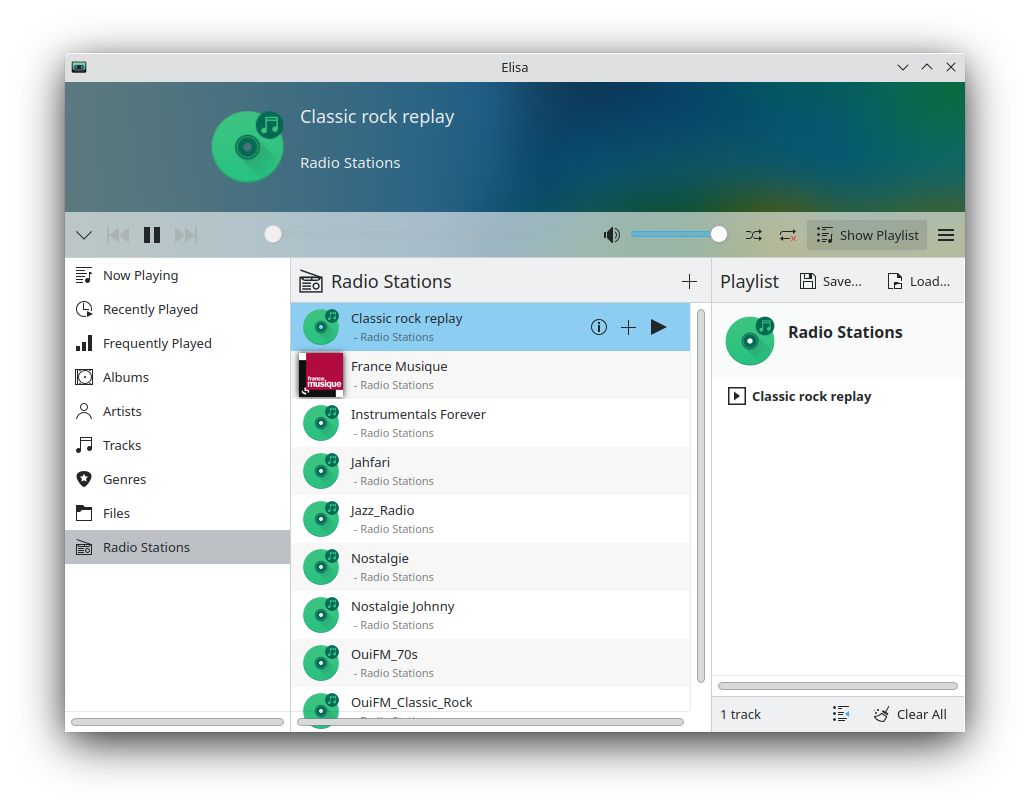 Elisa
Classic rock replay
Radio Stations
Show Playlist
Now Playing
Recently Played
Frequently Played
Albums
Artists
Tracks
Genres
Files
Radio Stations
Radio Stations
Classic rock replay
- Radio Stations
France Musique
- Radio Stations
france
musique
Instrumentals Forever
- Radio Stations
Jahfari
- Radio Stations
Jazz_Radio
- Radio Stations
Nostalgie
- Radio Stations
Nostalgie Johnny
- Radio Stations
OuiFM_70s
- Radio Stations
OuiFM_Classic_Rock
Playlist
Save...
Load...
Radio Stations
Classic rock replay
1 track
Clear All